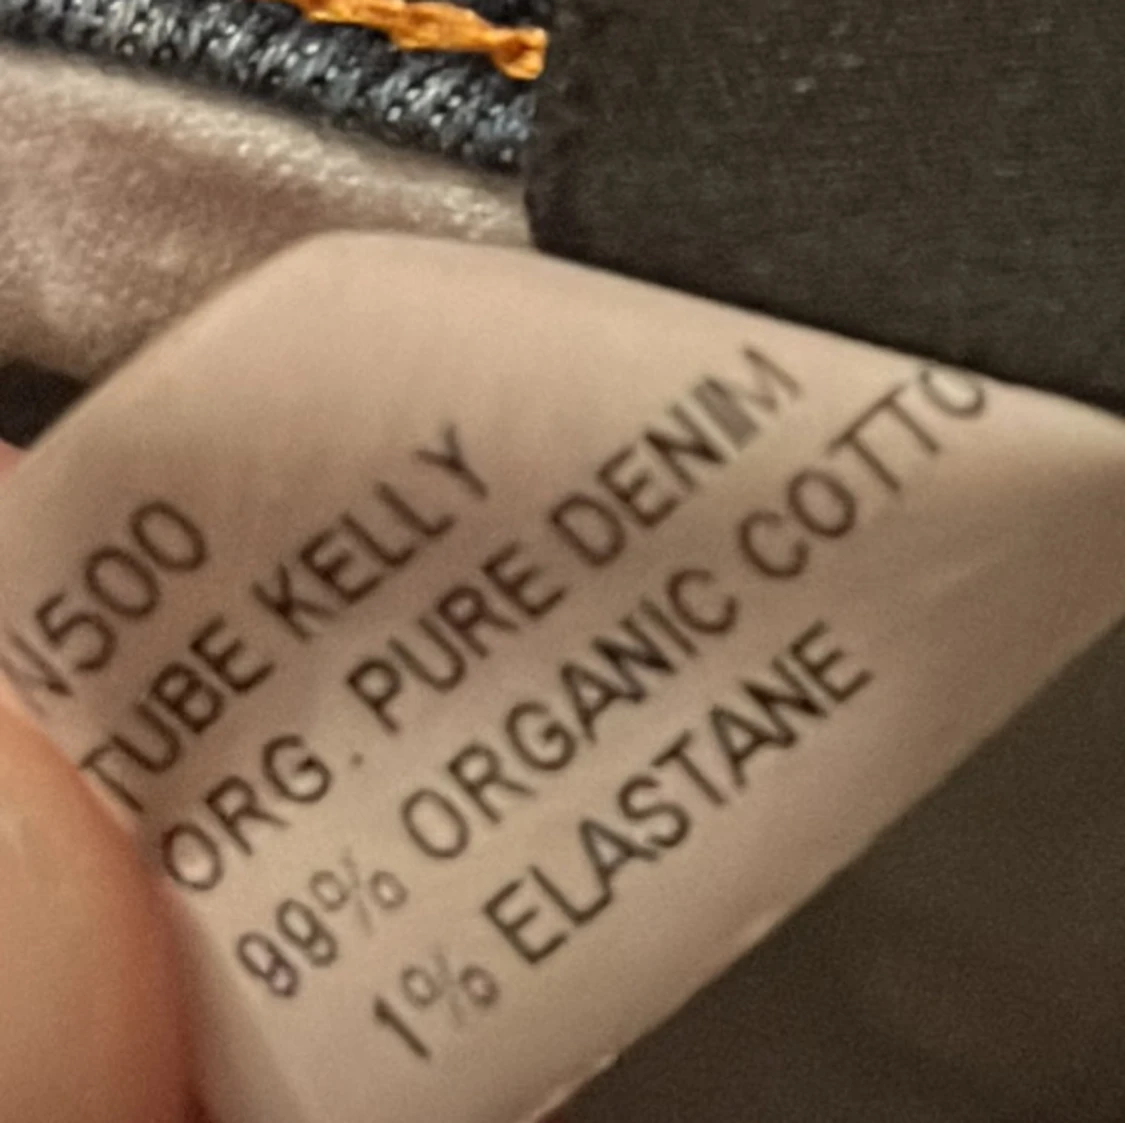 N500
TUBE KELLY
ORG. PURE DENIM
99% ORGANIC COTTO
1% ELASTANE